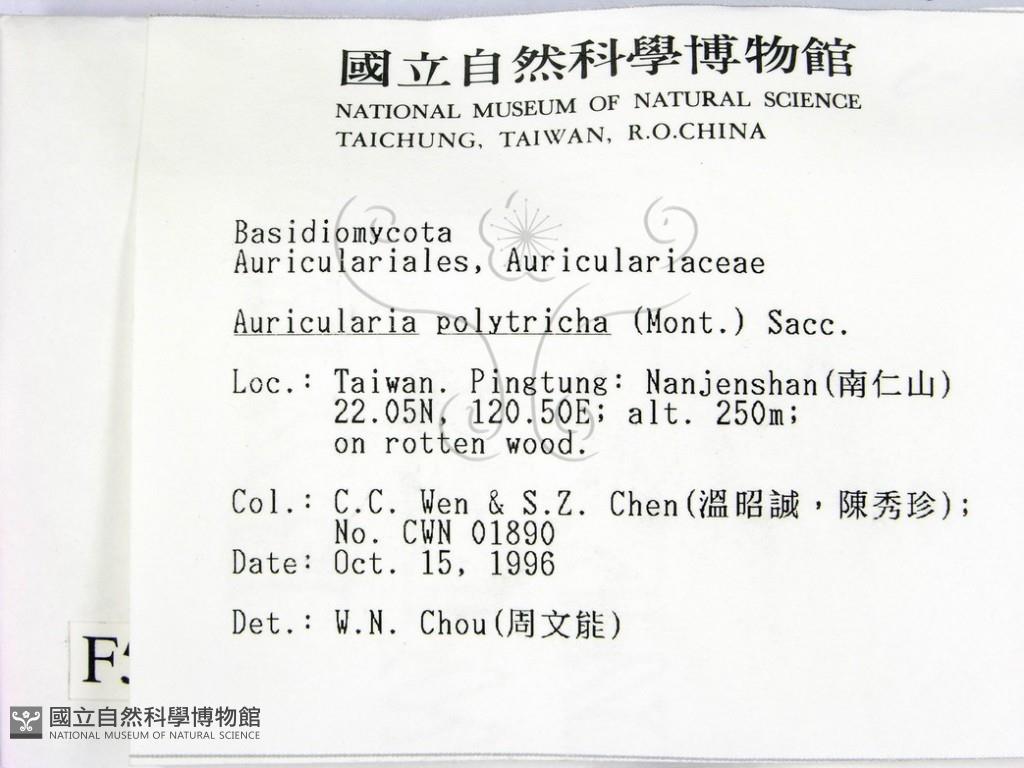 國立自然科學博物館
NATIONAL MUSEUM OF NATURAL SCIENCE
TAICHUNG, TAIWAN, R.O.CHINA
Basidiomycota
Auriculariales, Auriculariaceae
Auricularia polytricha (Mont.) Sacc.
Loc.: Taiwan. Pingtung: Nanjenshan(南仁山)
22.05N, 120.50E; alt. 250m;
on rotten wood.
Col.: C.C. Wen & S.Z. Chen(溫昭誠，陳秀珍);
No. CWN 01890
Date: Oct. 15, 1996
Det.: W.N. Chou(周文能)
國立自然科學博物館
NATIONAL MUSEUM OF NATURAL SCIENCE